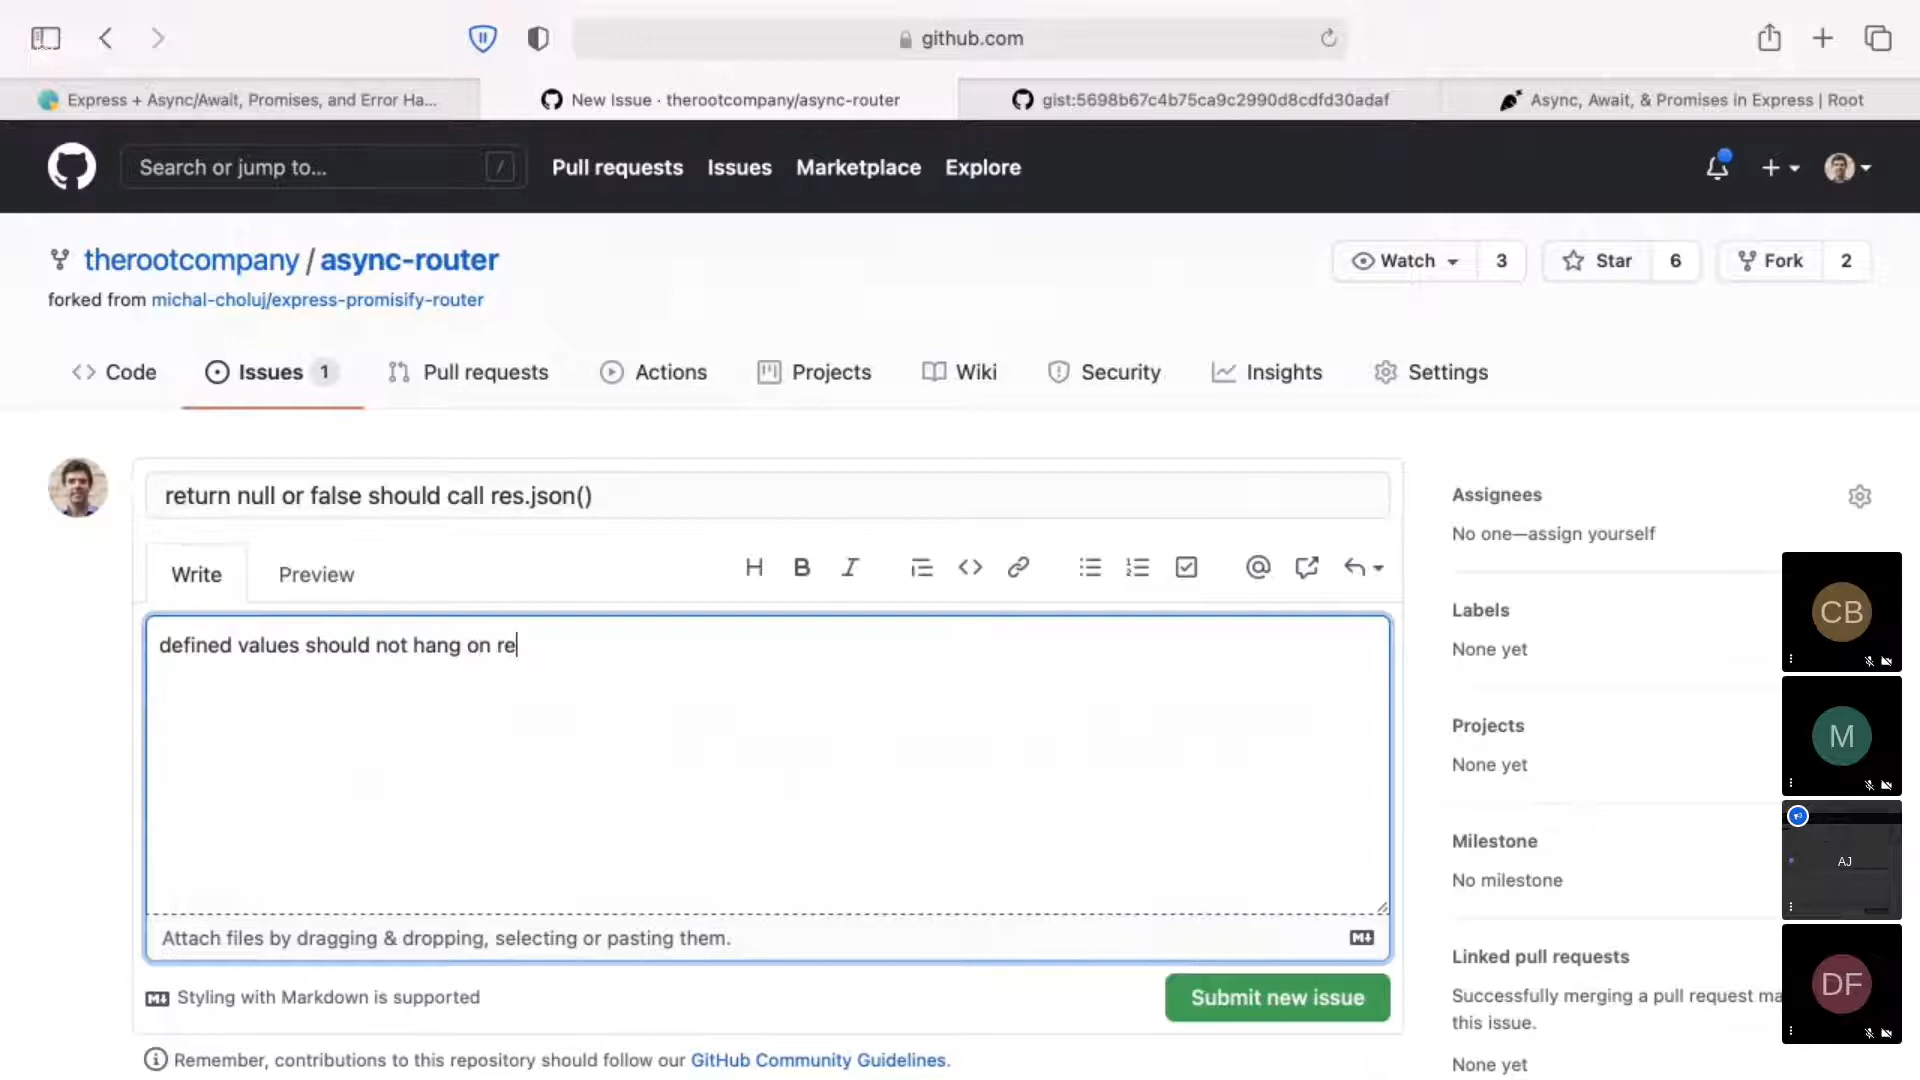 github.com
Express + Async/Await, Promises, and Error Ha...
New Issue · therootcompany/async-router
gist:5698b67c4b75ca9c2990d8cdfd30adaf
Async, Await, & Promises in Express | Root
Search or jump to... /
Pull requests Issues Marketplace Explore
therootcompany / async-router
Watch 3 Star 6 Fork 2
forked from michal-choluj/express-promisify-router
Code Issues 1 Pull requests Actions Projects Wiki Security Insights Settings
return null or false should call res.json()
Write Preview
defined values should not hang on re
Attach files by dragging & dropping, selecting or pasting them.
Styling with Markdown is supported
Submit new issue
Remember, contributions to this repository should follow our GitHub Community Guidelines.
Assignees
No one—assign yourself
Labels
None yet
Projects
None yet
Milestone
No milestone
Linked pull requests
Successfully merging a pull request ma
this issue.
None yet
CB
M
AJ
DF